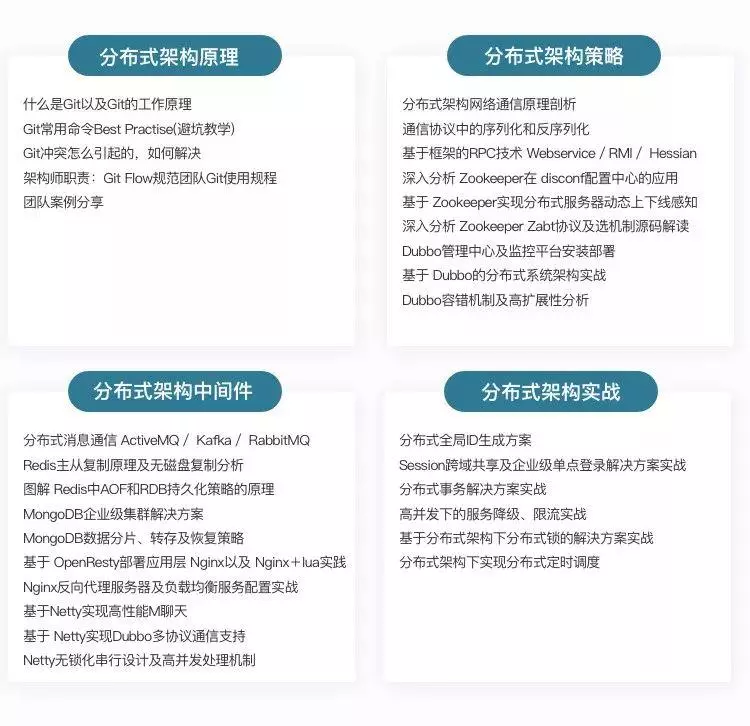 分布式架构原理
什么是Git以及Git的工作原理
Git常用命令Best Practise(避坑教学)
Git冲突怎么引起的，如何解决
架构师职责：Git Flow规范团队Git使用规程
团队案例分享
分布式架构策略
分布式架构网络通信原理剖析
通信协议中的序列化和反序列化
基于框架的RPC技术 Webservice / RMI / Hessian
深入分析 Zookeeper在 disconf配置中心的应用
基于 Zookeeper实现分布式服务器动态上下线感知
深入分析 Zookeeper Zabt协议及选机制源码解读
Dubbo管理中心及监控平台安装部署
基于 Dubbo的分布式系统架构实战
Dubbo容错机制及高扩展性分析
分布式架构中间件
分布式消息通信 ActiveMQ / Kafka / RabbitMQ
Redis主从复制原理及无磁盘复制分析
图解 Redis中AOF和RDB持久化策略的原理
MongoDB企业级集群解决方案
MongoDB数据分片、转存及恢复策略
基于 OpenResty部署应用层 Nginx以及 Nginx+lua实践
Nginx反向代理服务器及负载均衡服务配置实战
基于Netty实现高性能M聊天
基于 Netty实现Dubbo多协议通信支持
Netty无锁化串行设计及高并发处理机制
分布式架构实战
分布式全局ID生成方案
Session跨域共享及企业级单点登录解决方案实战
分布式事务解决方案实战
高并发下的服务降级、限流实战
基于分布式架构下分布式锁的解决方案实战
分布式架构下实现分布式定时调度